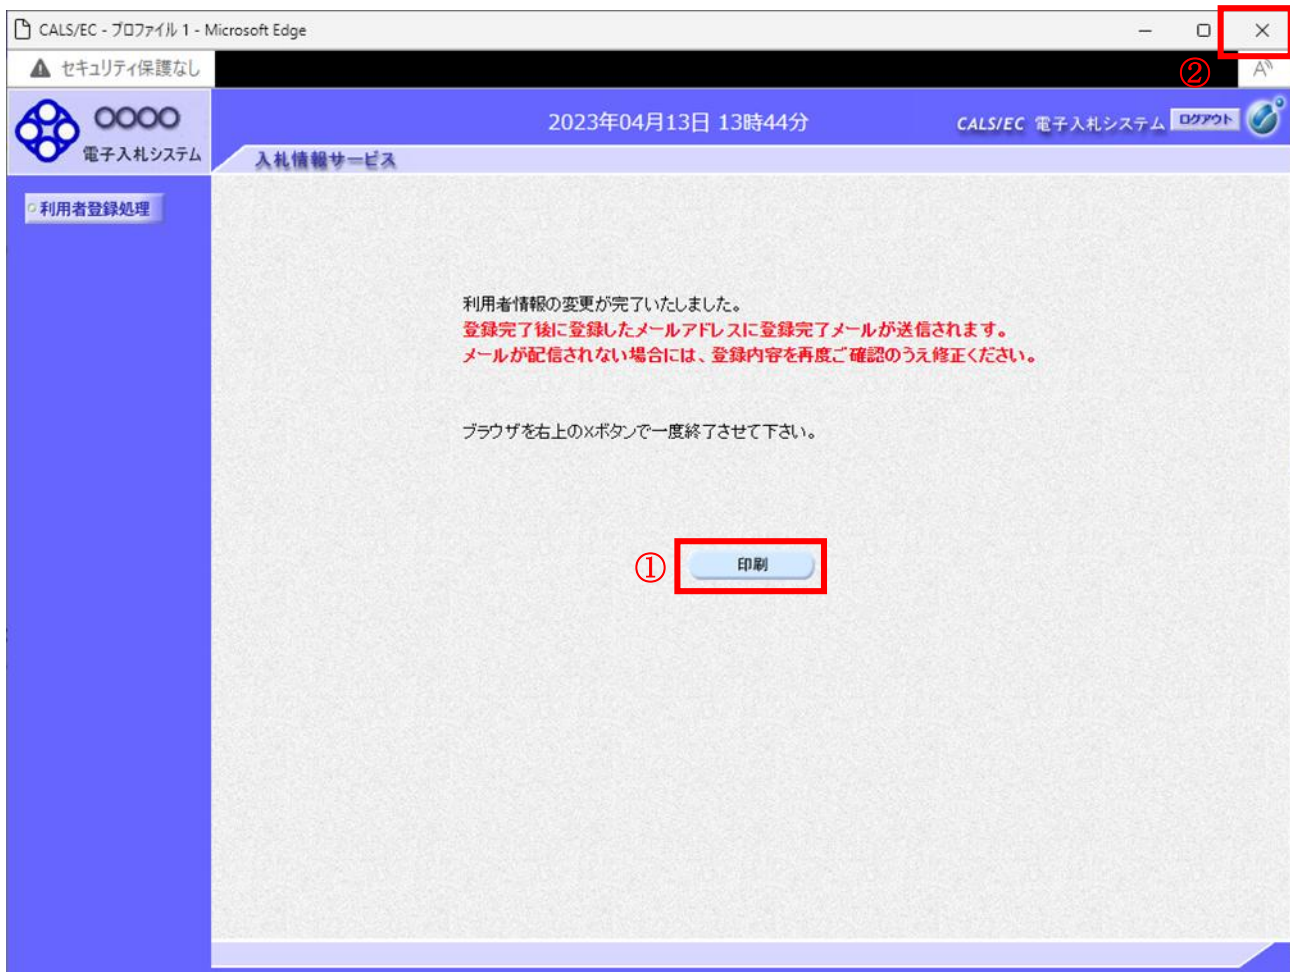 CALS/EC - プロファイル 1 - Microsoft Edge
セキュリティ保護なし
②
A
〇〇〇〇
電子入札システム
2023年04月13日 13時44分
CALS/EC 電子入札システム
ログアウト
入札情報サービス
利用者登録処理
利用者情報の変更が完了いたしました。
登録完了後に登録したメールアドレスに登録完了メールが送信されます。
メールが配信されない場合には、登録内容を再度ご確認のうえ修正ください。
ブラウザを右上の×ボタンで一度終了させて下さい。
①
印刷